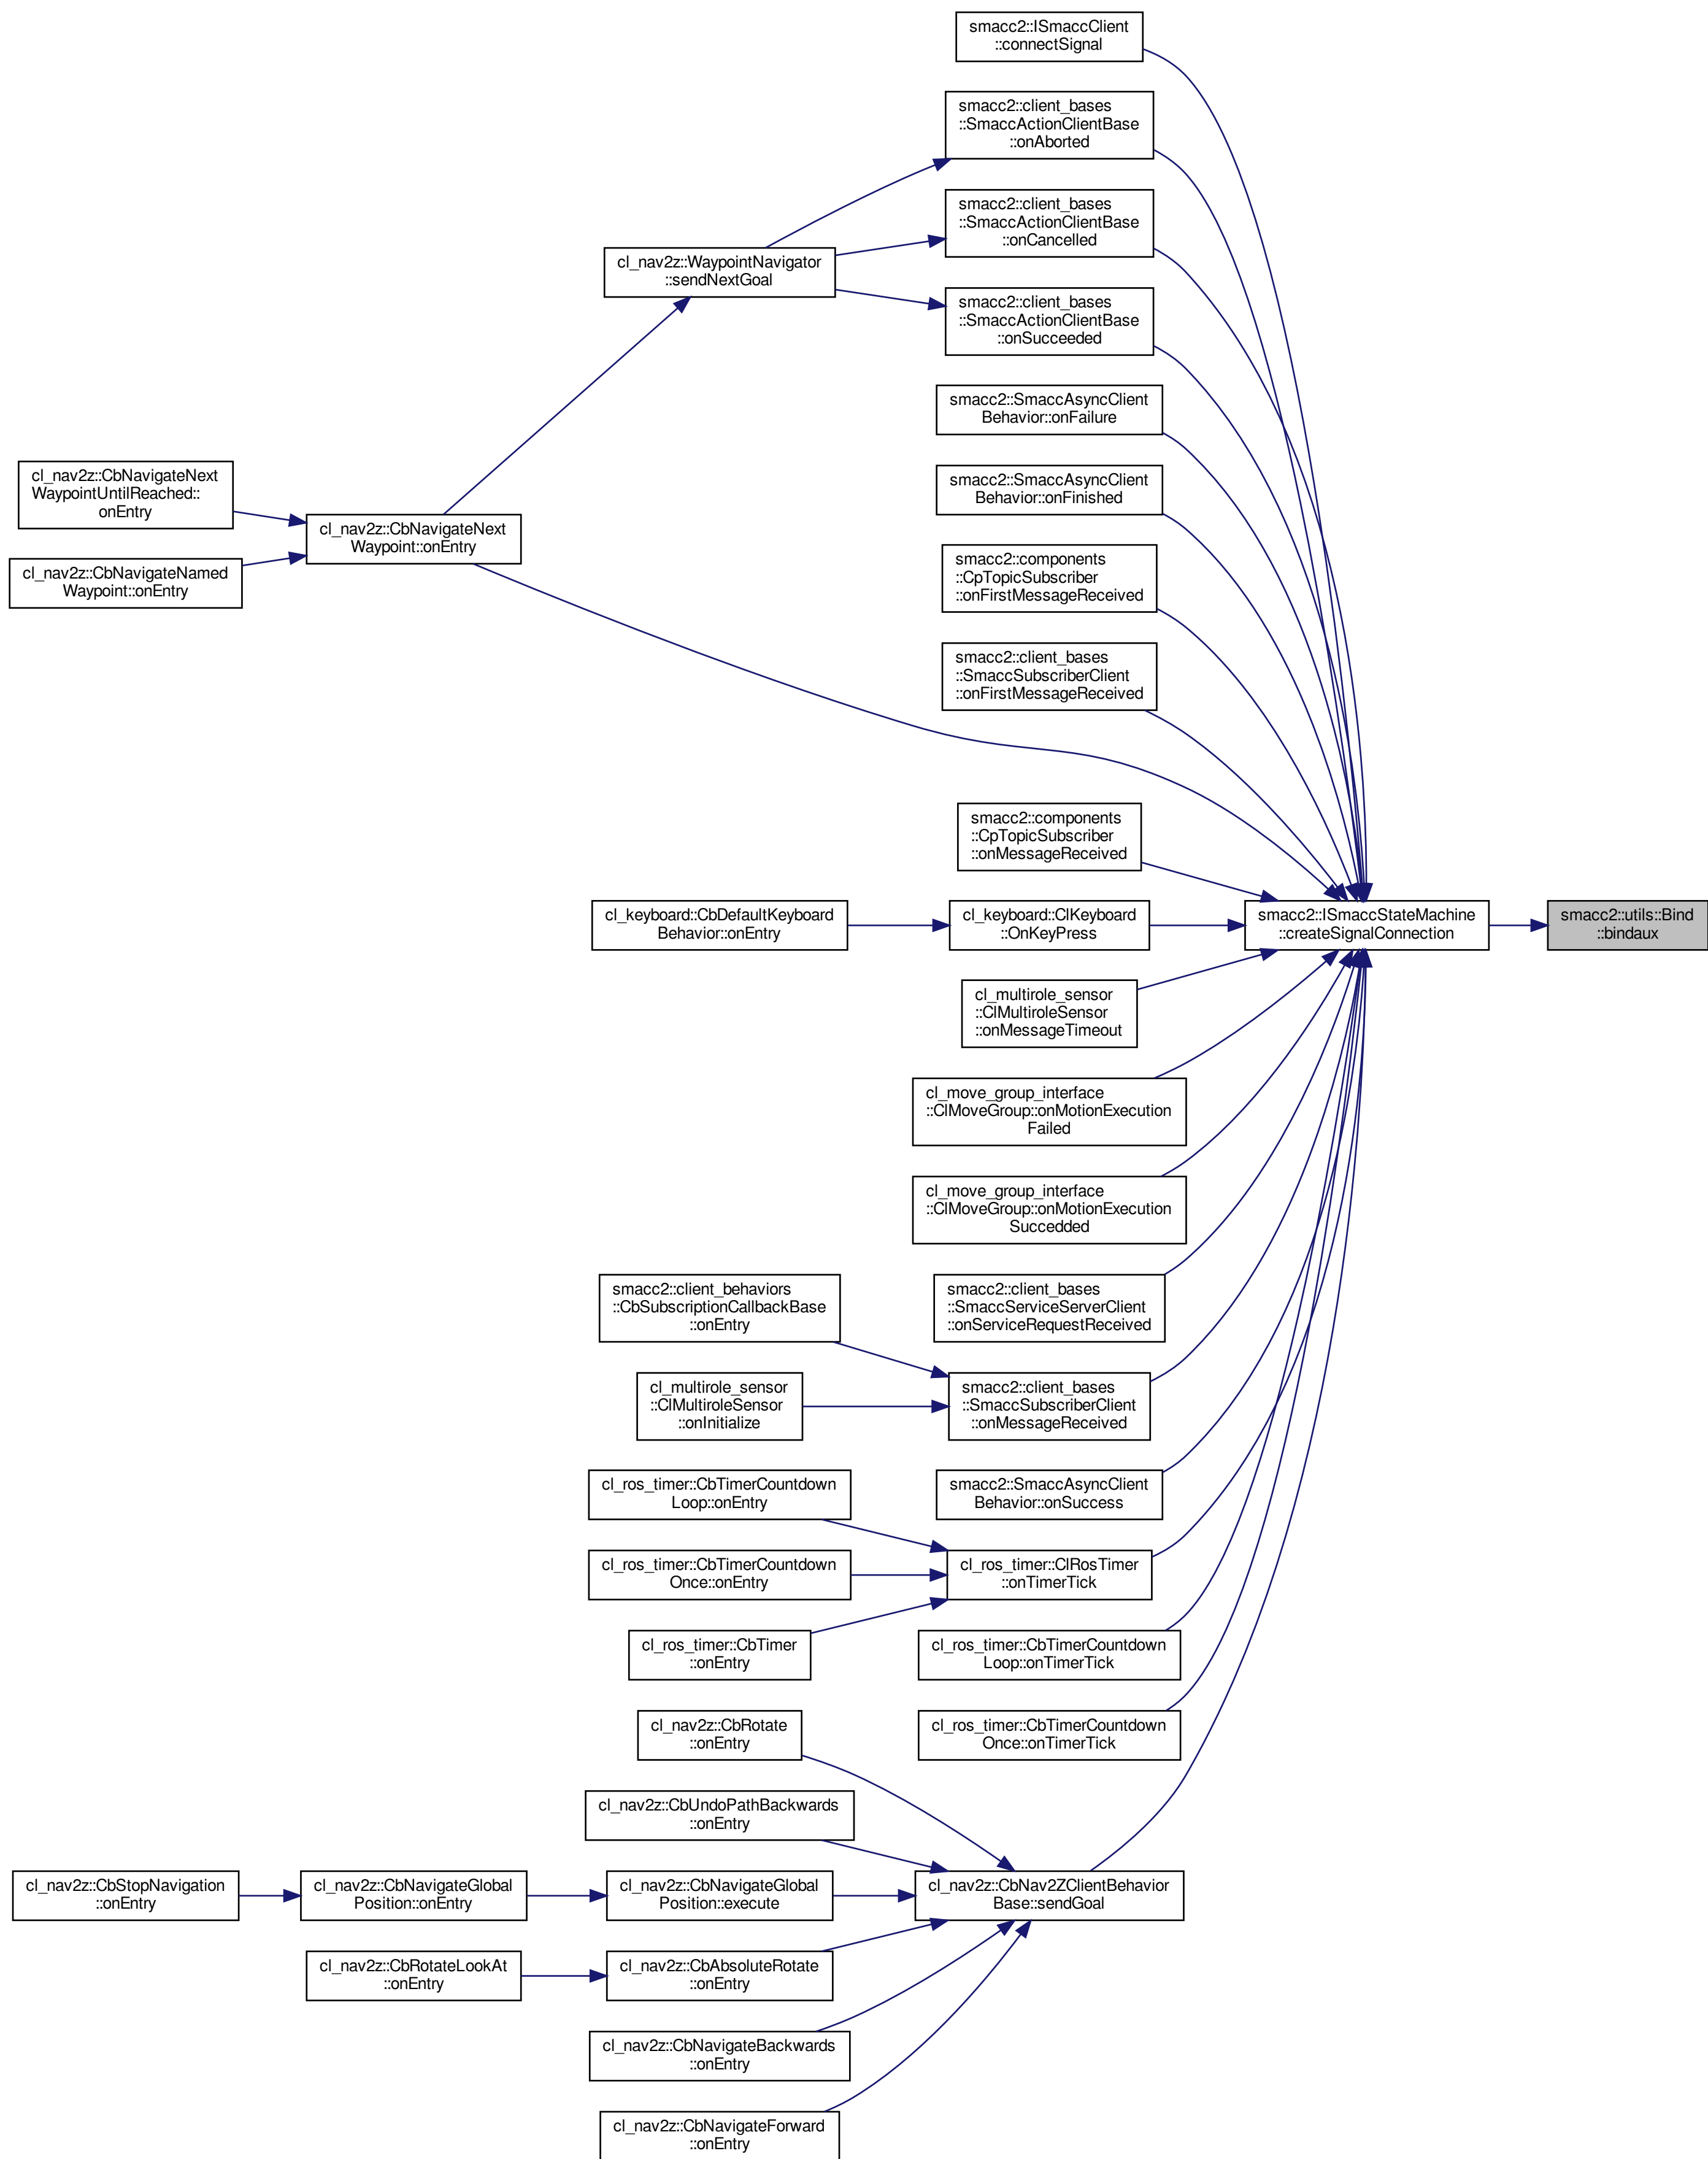 smacc2::ISmaccClient
::connectSignal
smacc2::client_bases
::SmaccActionClientBase
::onAborted
smacc2::client_bases
::SmaccActionClientBase
::onCancelled
cl_nav2z::WaypointNavigator
::sendNextGoal
smacc2::client_bases
::SmaccActionClientBase
::onSucceeded
smacc2::SmaccAsyncClient
Behavior::onFailure
cl_nav2z::CbNavigateNext
WaypointUntilReached::
onEntry
smacc2::SmaccAsyncClient
Behavior::onFinished
cl_nav2z::CbNavigateNext
Waypoint::onEntry
cl_nav2z::CbNavigateNamed
Waypoint::onEntry
smacc2::components
::CpTopicSubscriber
::onFirstMessageReceived
smacc2::client_bases
::SmaccSubscriberClient
::onFirstMessageReceived
smacc2::components
::CpTopicSubscriber
::onMessageReceived
cl_keyboard::CbDefaultKeyboard
Behavior::onEntry
cl_keyboard::ClKeyboard
::OnKeyPress
smacc2::ISmaccStateMachine
::createSignalConnection
smacc2::utils::Bind
::bindaux
cl_multirole_sensor
::ClMultiroleSensor
::onMessageTimeout
cl_move_group_interface
::ClMoveGroup::onMotionExecution
Failed
cl_move_group_interface
::ClMoveGroup::onMotionExecution
Succedded
smacc2::client_behaviors
::CbSubscriptionCallbackBase
::onEntry
smacc2::client_bases
::SmaccServiceServerClient
::onServiceRequestReceived
cl_multirole_sensor
::ClMultiroleSensor
::onInitialize
smacc2::client_bases
::SmaccSubscriberClient
::onMessageReceived
cl_ros_timer::CbTimerCountdown
Loop::onEntry
smacc2::SmaccAsyncClient
Behavior::onSuccess
cl_ros_timer::CbTimerCountdown
Once::onEntry
cl_ros_timer::ClRosTimer
::onTimerTick
cl_ros_timer::CbTimer
::onEntry
cl_ros_timer::CbTimerCountdown
Loop::onTimerTick
cl_nav2z::CbRotate
::onEntry
cl_ros_timer::CbTimerCountdown
Once::onTimerTick
cl_nav2z::CbUndoPathBackwards
::onEntry
cl_nav2z::CbStopNavigation
::onEntry
cl_nav2z::CbNavigateGlobal
Position::onEntry
cl_nav2z::CbNavigateGlobal
Position::execute
cl_nav2z::CbNav2ZClientBehavior
Base::sendGoal
cl_nav2z::CbRotateLookAt
::onEntry
cl_nav2z::CbAbsoluteRotate
::onEntry
cl_nav2z::CbNavigateBackwards
::onEntry
cl_nav2z::CbNavigateForward
::onEntry